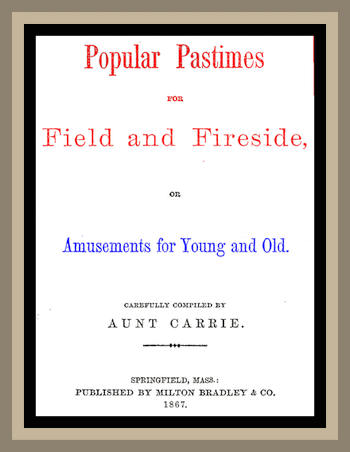 Popular Pastimes
FOR
Field and Fireside,
OR
Amusements for Young and Old.
CAREFULLY COMPILED BY
AUNT CARRIE.
SPRINGFIELD, MASS.:
PUBLISHED BY MILTON BRADLEY & CO.
1867.